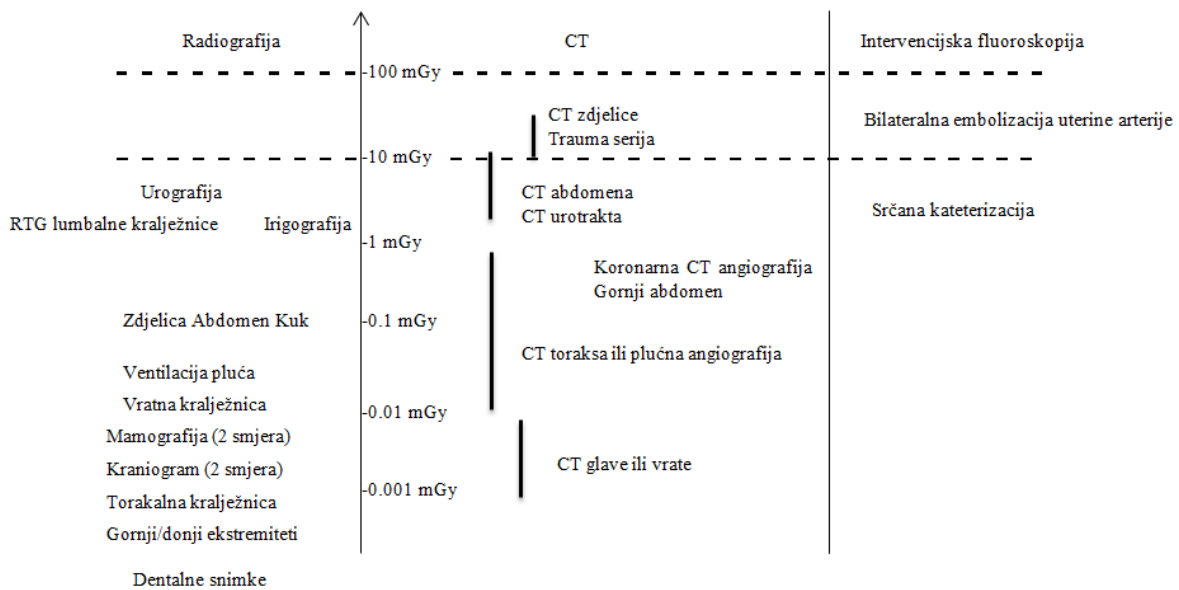 Radiografija
CT
Intervencijska fluoroskopija
-100 mGy
CT zdjelice
Trauma serija
Bilateralna embolizacija uterine arterije
-10 mGy
Urografija
CT abdomena
CT urotrakta
Srčana kateterizacija
RTG lumbalne kralježnice
Irigografija
-1 mGy
Koronarna CT angiografija
Gornji abdomen
Zdjelica Abdomen Kuk
-0.1 mGy
CT toraksa ili plućna angiografija
Ventilacija pluća
Vratna kralježnica
-0.01 mGy
Mamografija (2 smjera)
Kraniogram (2 smjera)
CT glave ili vrate
-0.001 mGy
Torakalna kralježnica
Gornji/donji ekstremiteti
Dentalne snimke